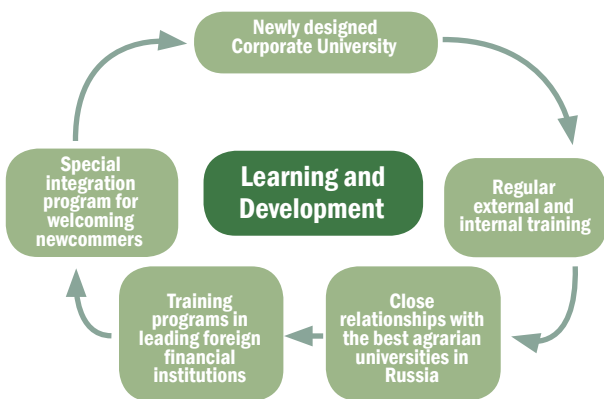 Newly designed
Corporate University
Special
integration
program for
welcoming
newcommers
Learning and
Development
Regular
external and
internal training
Training
programs in
leading foreign
financial
institutions
Close
relationships with
the best agrarian
universities in
Russia